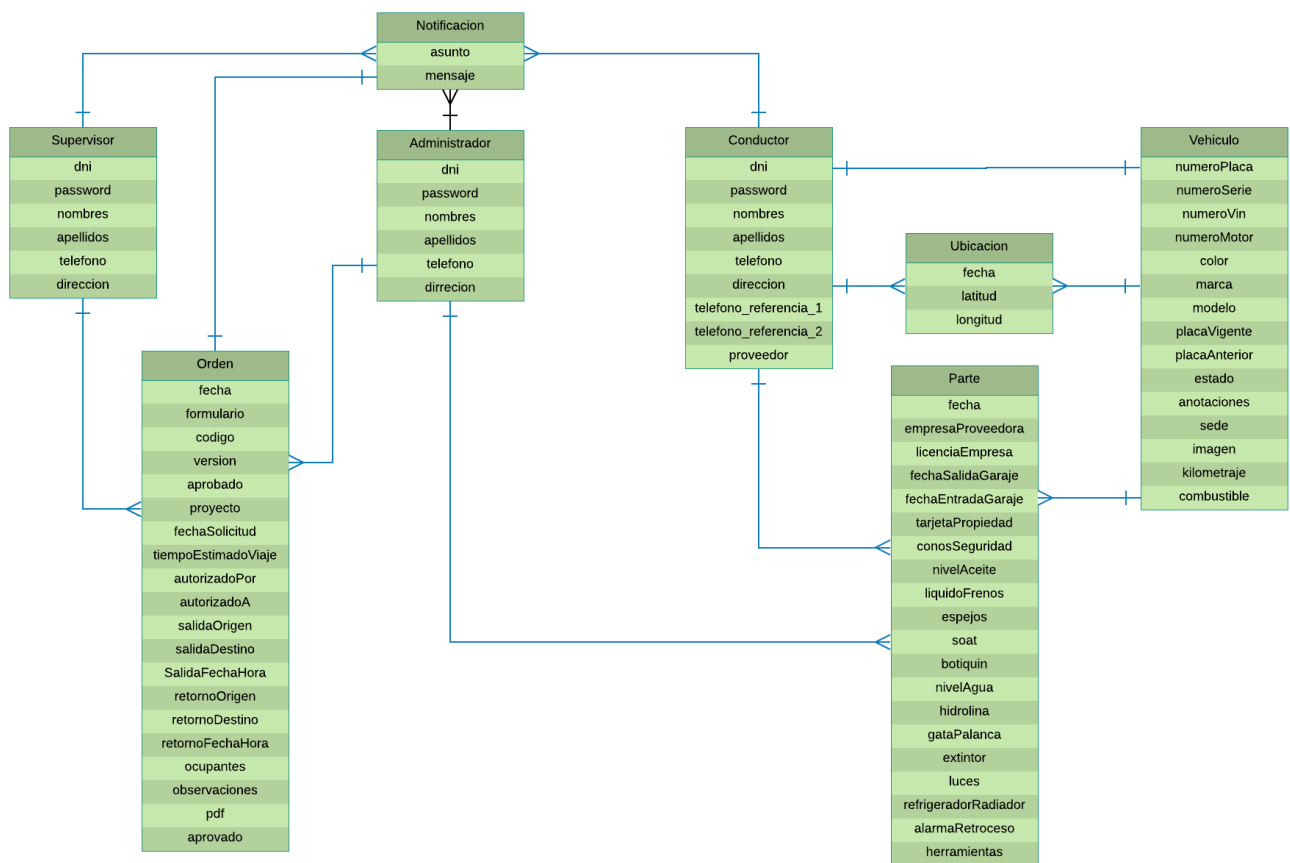 Notificacion
asunto
mensaje
Supervisor
dni
password
nombres
apellidos
telefono
direccion
Administrador
dni
password
nombres
apellidos
telefono
dirrecion
Conductor
dni
password
nombres
apellidos
telefono
direccion
telefono_referencia_1
telefono_referencia_2
proveedor
Vehiculo
numeroPlaca
numeroSerie
numeroVin
numeroMotor
color
marca
modelo
placaVigente
placaAnterior
estado
anotaciones
sede
imagen
kilometraje
combustible
Ubicacion
fecha
latitud
longitud
Orden
fecha
formulario
codigo
version
aprobado
proyecto
fechaSolicitud
tiempoEstimadoViaje
autorizadoPor
autorizadoA
salidaOrigen
salidaDestino
SalidaFechaHora
retornoOrigen
retornoDestino
retornoFechaHora
ocupantes
observaciones
pdf
aprovado
Parte
fecha
empresaProveedora
licenciaEmpresa
fechaSalidaGaraje
fechaEntradaGaraje
tarjetaPropiedad
conosSeguridad
nivelAceite
liquidoFrenos
espejos
soat
botiquin
nivelAgua
hidrolina
gataPalanca
extintor
luces
refrigeradorRadiador
alarmaRetroceso
herramientas